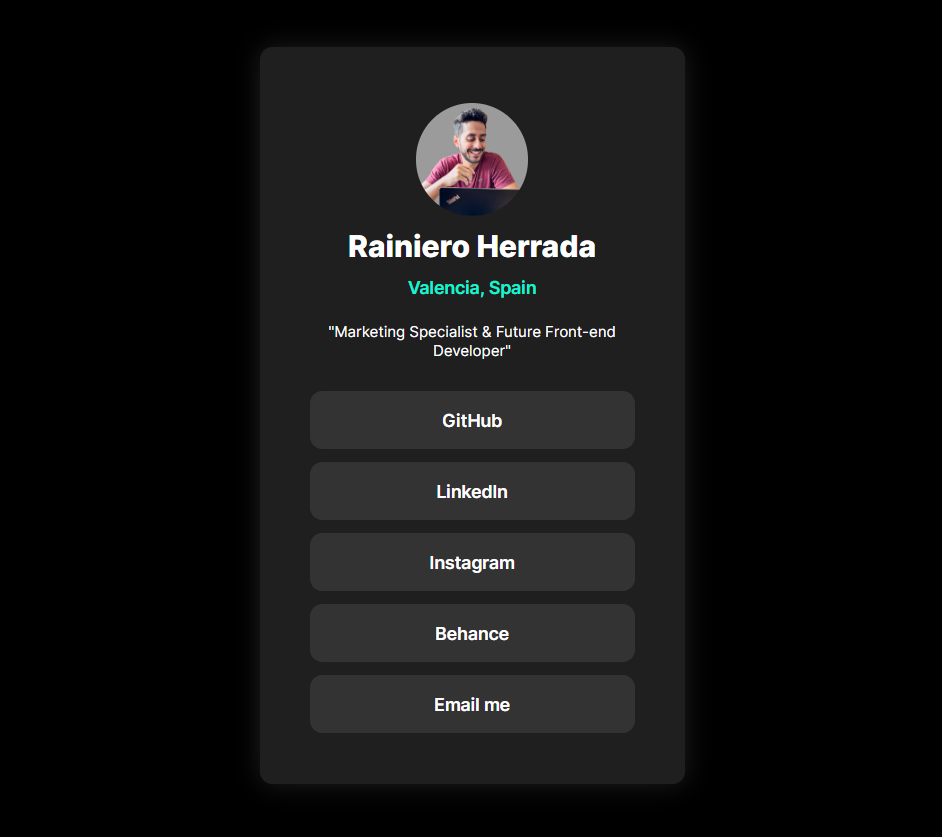 Rainiero Herrada
Valencia, Spain
"Marketing Specialist & Future Front-end
Developer"
GitHub
LinkedIn
Instagram
Behance
Email me